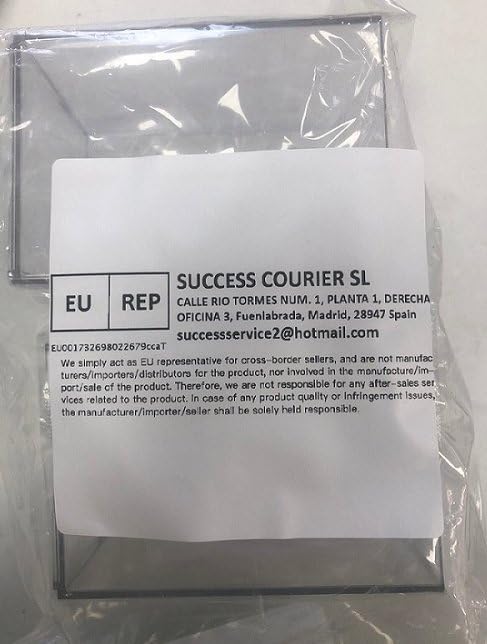 EU REP
SUCCESS COURIER SL
CALLE RIO TORMES NUM. 1, PLANTA 1, DERECHA
OFICINA 3, Fuenlabrada, Madrid, 28947 Spain
successservice2@hotmail.com
EU001732698022679ccaT
We simply act as EU representative for cross-border sellers, and are not manufac
turers/importers/distributors for the product, nor involved in the manufacture/im-
port/sale of the product. Therefore, we are not responsible for any after-sales ser
vices related to the product. In case of any product quality or infringement issues,
the manufacturer/importer/seller shall be solely held responsible.